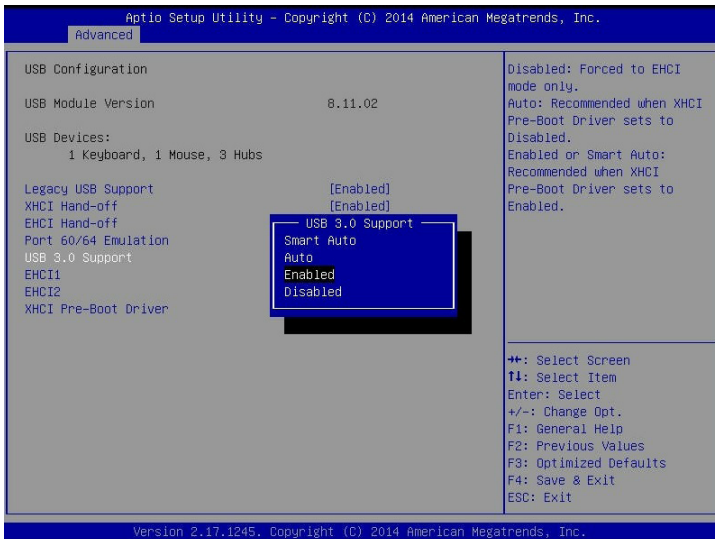 Aptio Setup Utility – Copyright (C) 2014 American Megatrends, Inc.
Advanced
USB Configuration
USB Module Version 8.11.02
USB Devices:
1 Keyboard, 1 Mouse, 3 Hubs
Legacy USB Support [Enabled]
XHCI Hand-off [Enabled]
EHCI Hand-off
Port 60/64 Emulation
USB 3.0 Support
EHCI1
EHCI2
XHCI Pre-Boot Driver
USB 3.0 Support
Smart Auto
Auto
Enabled
Disabled
Disabled: Forced to EHCI
mode only.
Auto: Recommended when XHCI
Pre-Boot Driver sets to
Disabled.
Enabled or Smart Auto:
Recommended when XHCI
Pre-Boot Driver sets to
Enabled.
→←: Select Screen
↑↓: Select Item
Enter: Select
+/-: Change Opt.
F1: General Help
F2: Previous Values
F3: Optimized Defaults
F4: Save & Exit
ESC: Exit
Version 2.17.1245. Copyright (C) 2014 American Megatrends, Inc.